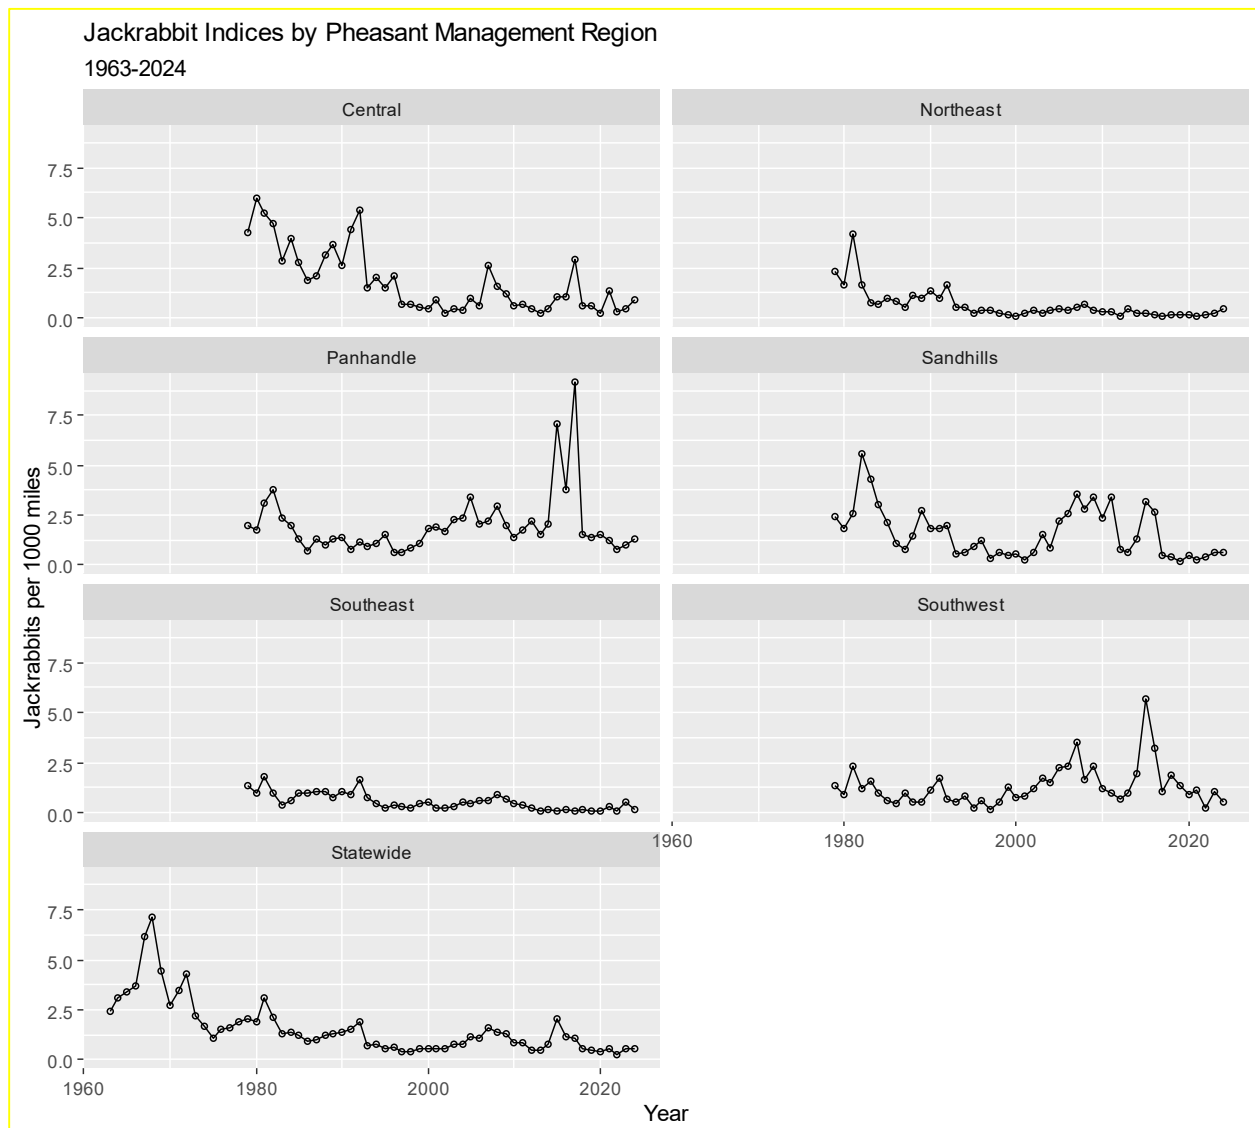 Jackrabbit Indices by Pheasant Management Region
1963-2024
Central
Northeast
7.5
5.0
2.5
0.0
Panhandle
Sandhills
7.5
5.0
2.5
0.0
Jackrabbits per 1000 miles
Southeast
Southwest
7.5
5.0
2.5
0.0
1960
1980
2000
2020
Statewide
7.5
5.0
2.5
0.0
1960
1980
2000
2020
Year